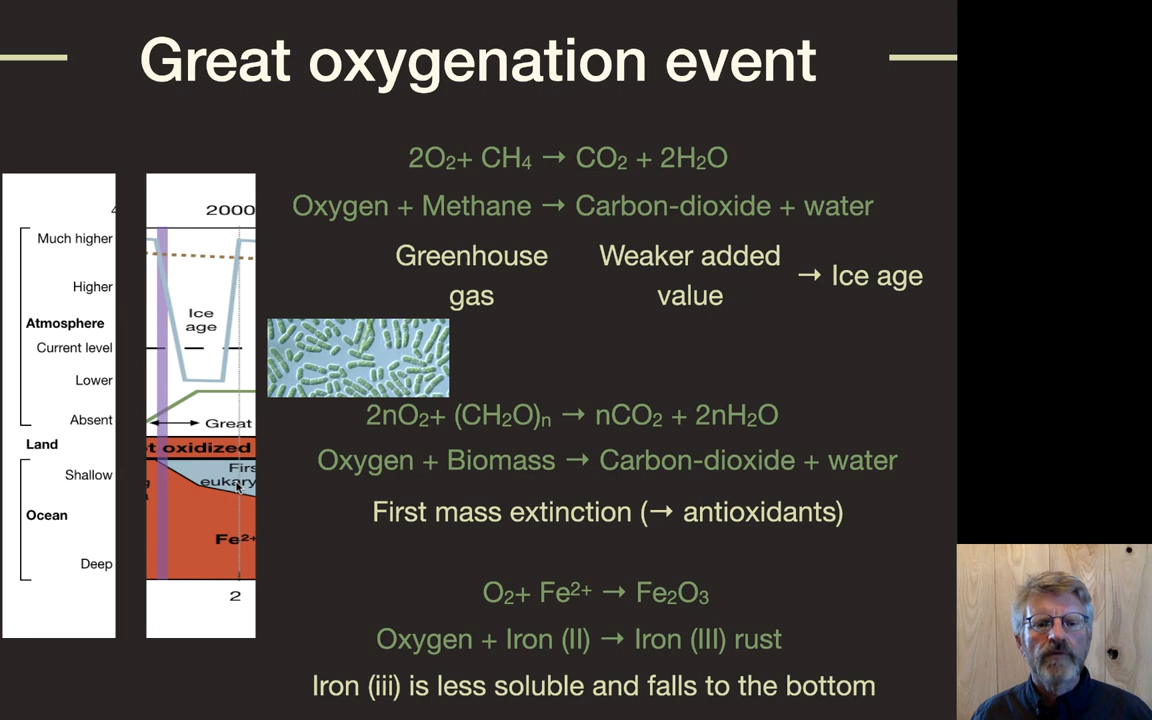 Great oxygenation event
2O₂+ CH₄ → CO₂ + 2H₂O
Oxygen + Methane → Carbon-dioxide + water
Greenhouse
gas
Weaker added
value
→ Ice age
2nO₂+ (CH₂O)ₙ → nCO₂ + 2nH₂O
Oxygen + Biomass → Carbon-dioxide + water
First mass extinction (→ antioxidants)
O₂+ Fe²⁺ → Fe₂O₃
Oxygen + Iron (II) → Iron (III) rust
Iron (iii) is less soluble and falls to the bottom
Much higher
Higher
Atmosphere
Current level
Lower
Absent
Land
Shallow
Ocean
Deep
2000
Ice
age
Great
t oxidized
Firs
eukary
Fe²⁺
2